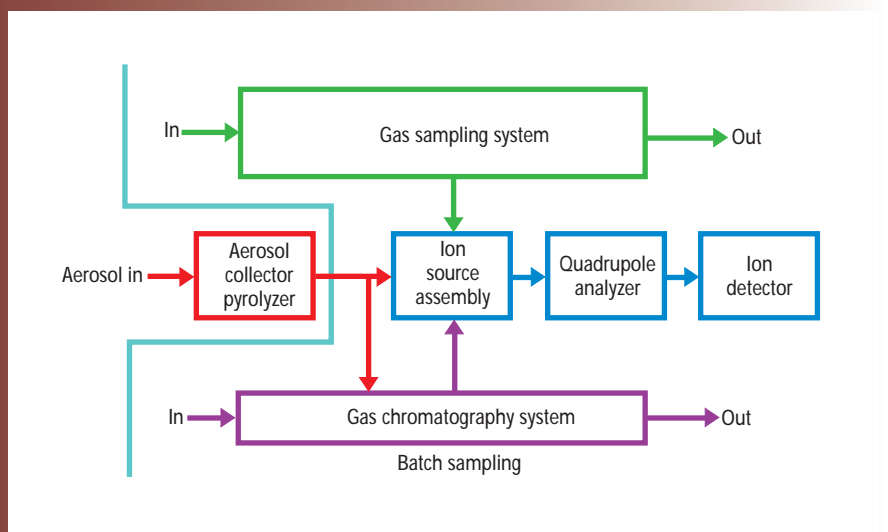 In
Gas sampling system
Out
Aerosol in
Aerosol
collector
pyrolyzer
Ion
source
assembly
Quadrupole
analyzer
Ion
detector
In
Gas chromatography system
Out
Batch sampling